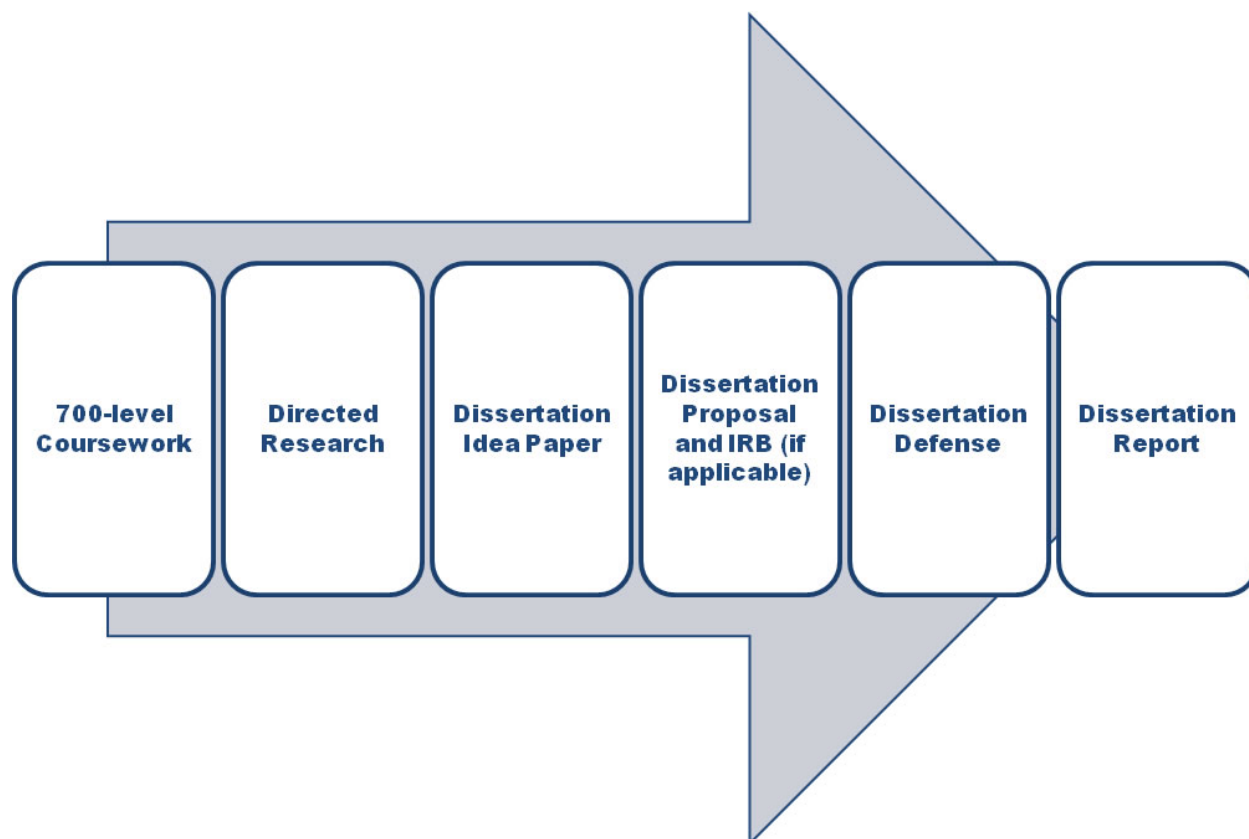 700-level
Coursework
Directed
Research
Dissertation
Idea Paper
Dissertation
Proposal
and IRB (if
applicable)
Dissertation
Defense
Dissertation
Report